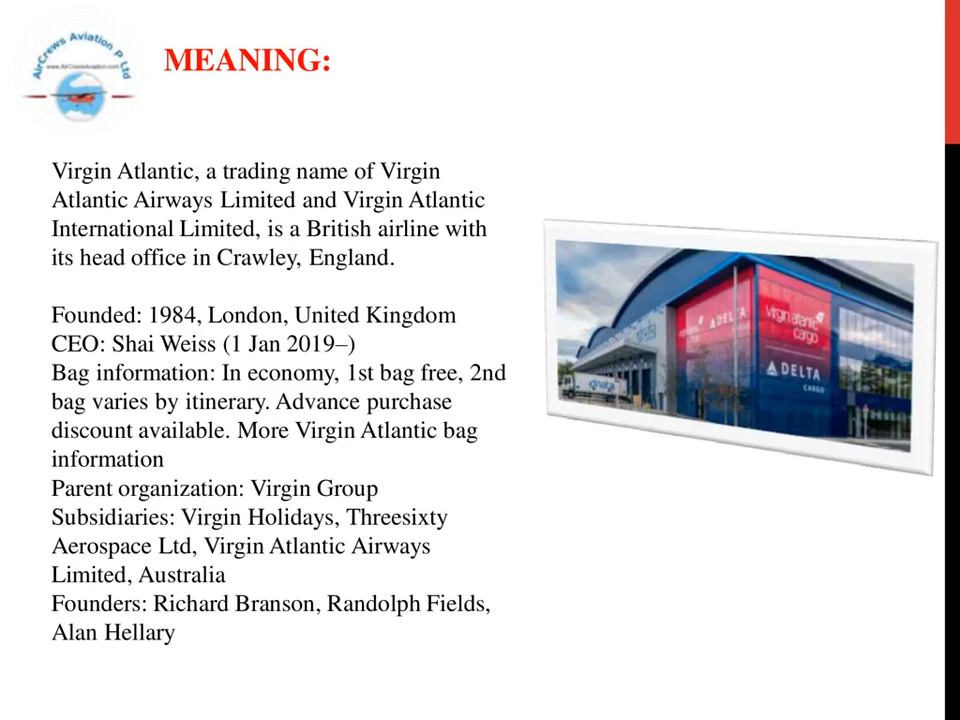 AirCrews Aviation P Ltd
www.AirCrewsAviation.com
MEANING:
Virgin Atlantic, a trading name of Virgin
Atlantic Airways Limited and Virgin Atlantic
International Limited, is a British airline with
its head office in Crawley, England.
Founded: 1984, London, United Kingdom
CEO: Shai Weiss (1 Jan 2019–)
Bag information: In economy, 1st bag free, 2nd
bag varies by itinerary. Advance purchase
discount available. More Virgin Atlantic bag
information
Parent organization: Virgin Group
Subsidiaries: Virgin Holidays, Threesixty
Aerospace Ltd, Virgin Atlantic Airways
Limited, Australia
Founders: Richard Branson, Randolph Fields,
Alan Hellary
DELTA
virgin atlantic
cargo
DELTA
CARGO
dnata